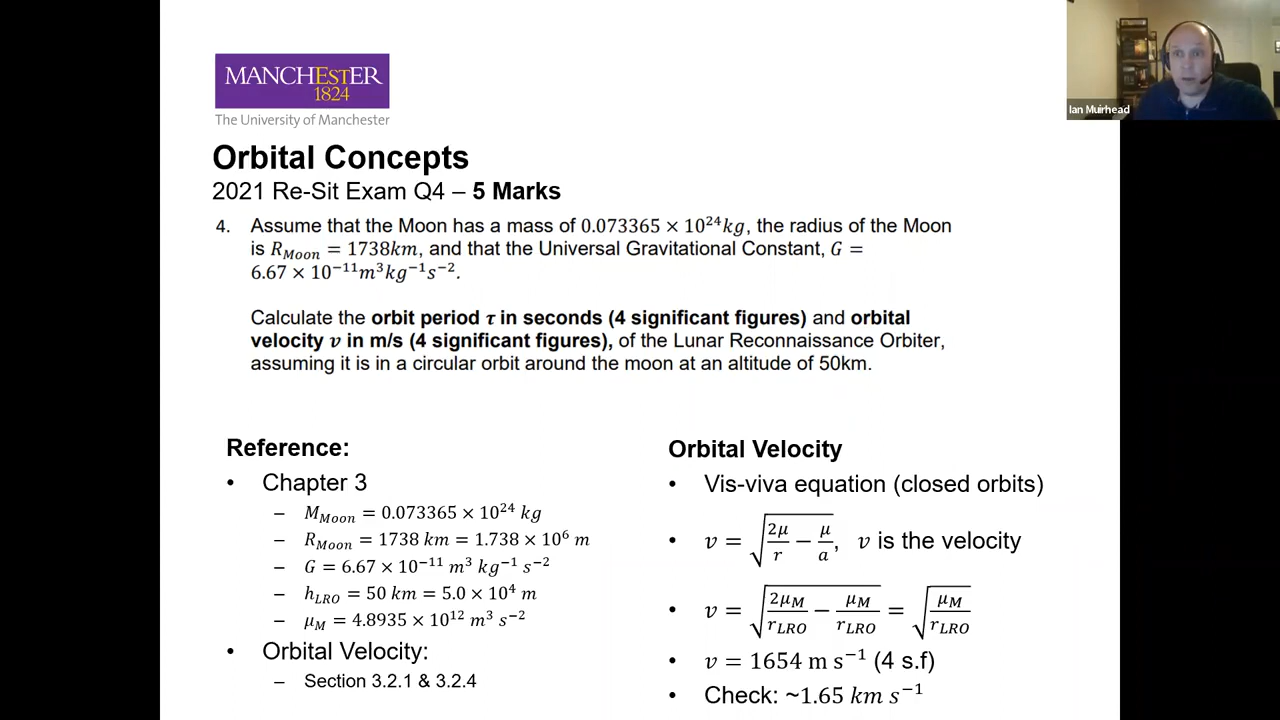 MANCHESTER
1824
The University of Manchester
Ian Muirhead
Orbital Concepts
2021 Re-Sit Exam Q4 – 5 Marks
4. Assume that the Moon has a mass of 0.073365 × 10²⁴kg, the radius of the Moon
is R_Moon = 1738km, and that the Universal Gravitational Constant, G =
6.67 × 10⁻¹¹m³kg⁻¹s⁻².
Calculate the orbit period τ in seconds (4 significant figures) and orbital
velocity v in m/s (4 significant figures), of the Lunar Reconnaissance Orbiter,
assuming it is in a circular orbit around the moon at an altitude of 50km.
Reference:
• Chapter 3
– M_Moon = 0.073365 × 10²⁴ kg
– R_Moon = 1738 km = 1.738 × 10⁶ m
– G = 6.67 × 10⁻¹¹ m³ kg⁻¹ s⁻²
– h_LRO = 50 km = 5.0 × 10⁴ m
– μ_M = 4.8935 × 10¹² m³ s⁻²
• Orbital Velocity:
– Section 3.2.1 & 3.2.4
Orbital Velocity
• Vis-viva equation (closed orbits)
• v = √(2μ/r − μ/a), v is the velocity
• v = √(2μ_M/r_LRO − μ_M/r_LRO) = √(μ_M/r_LRO)
• v = 1654 m s⁻¹ (4 s.f)
• Check: ~1.65 km s⁻¹